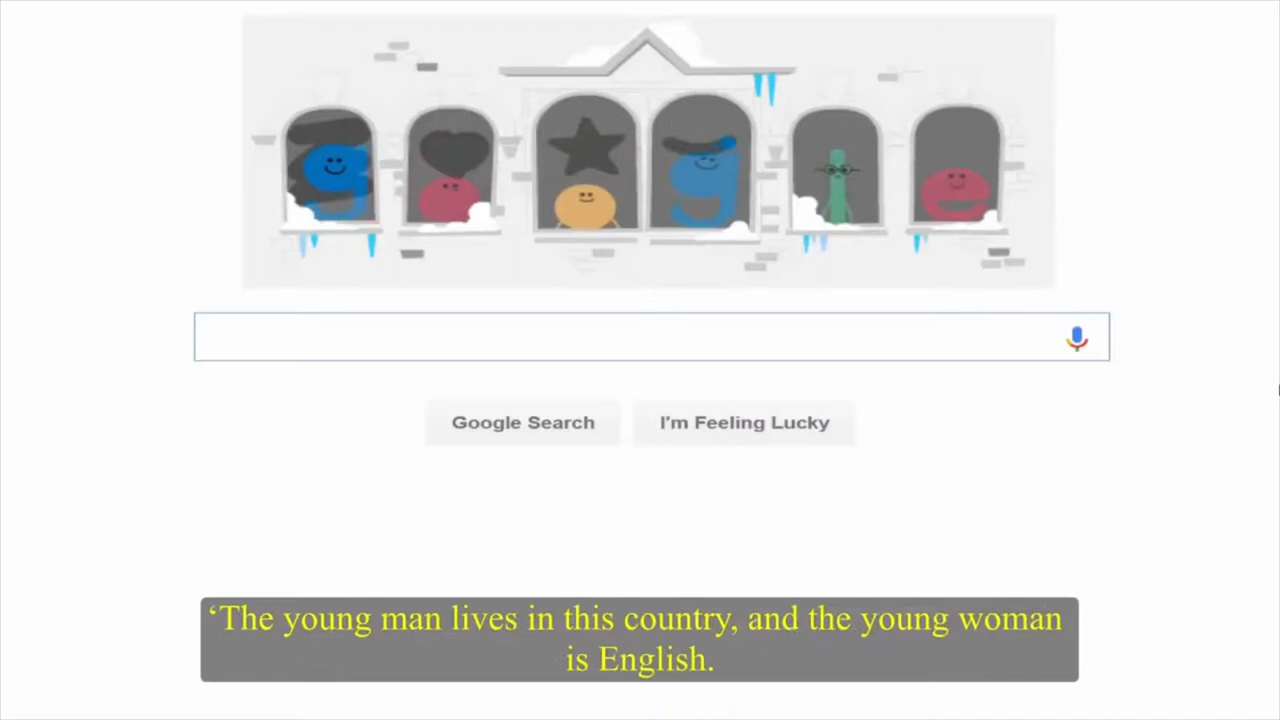 Google Search
I'm Feeling Lucky
‘The young man lives in this country, and the young woman
is English.